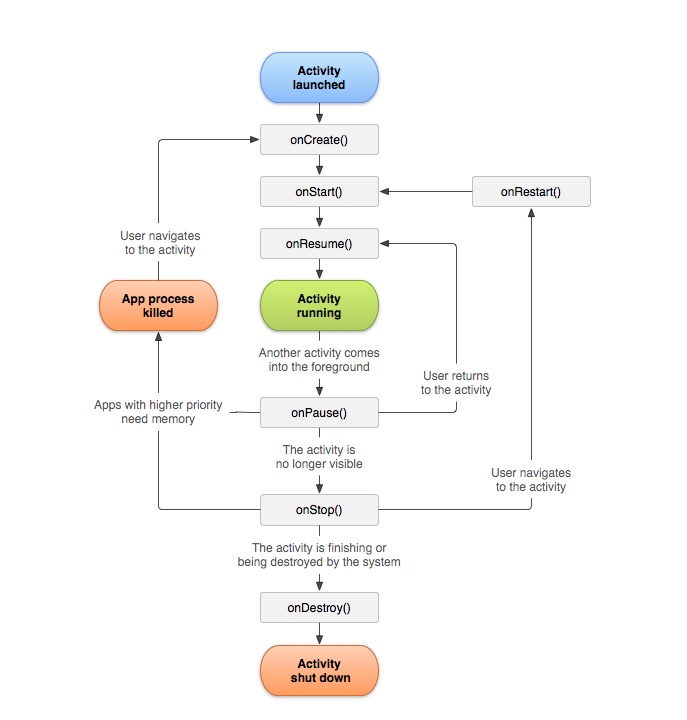 Activity
launched
onCreate()
onStart()
onRestart()
User navigates
to the activity
onResume()
App process
killed
Activity
running
Another activity comes
into the foreground
User returns
to the activity
Apps with higher priority
need memory
onPause()
The activity is
no longer visible
User navigates
to the activity
onStop()
The activity is finishing or
being destroyed by the system
onDestroy()
Activity
shut down